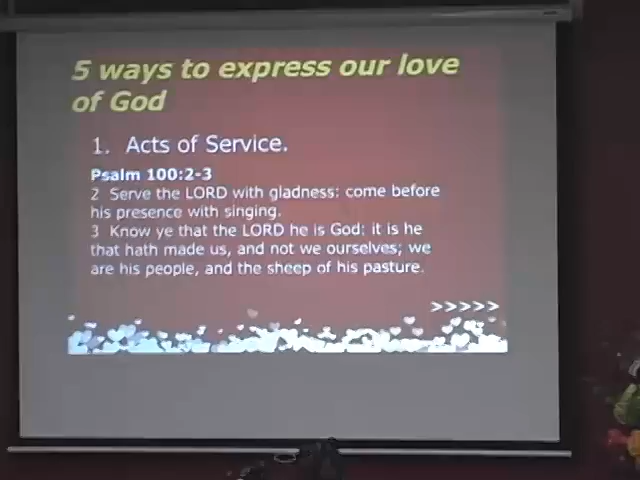 5 ways to express our love
of God
1. Acts of Service.
Psalm 100:2-3
2 Serve the LORD with gladness: come before
his presence with singing.
3 Know ye that the LORD he is God: it is he
that hath made us, and not we ourselves; we
are his people, and the sheep of his pasture.
>>>>>